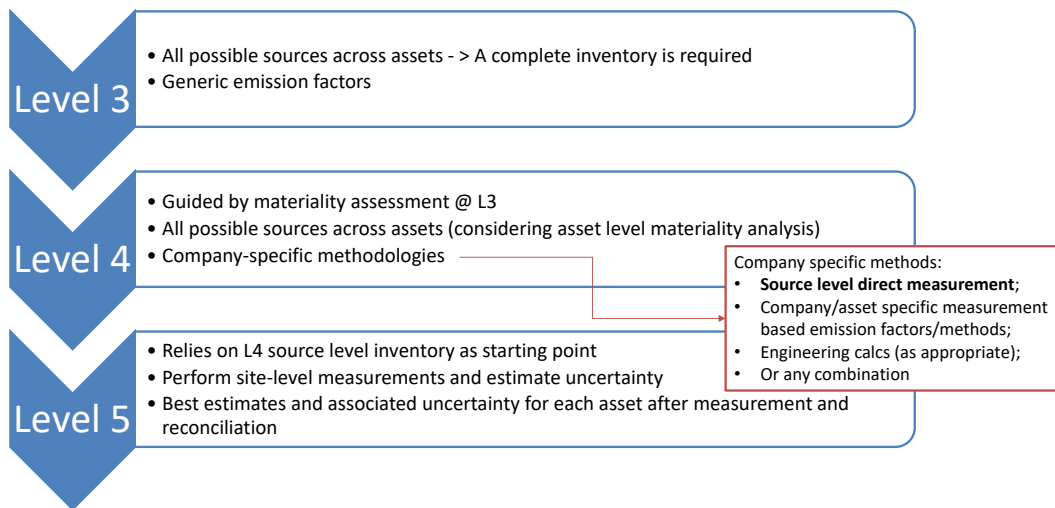 Level 3
• All possible sources across assets - > A complete inventory is required
• Generic emission factors
Level 4
• Guided by materiality assessment @ L3
• All possible sources across assets (considering asset level materiality analysis)
• Company-specific methodologies
Company specific methods:
• Source level direct measurement;
• Company/asset specific measurement
based emission factors/methods;
• Engineering calcs (as appropriate);
• Or any combination
Level 5
• Relies on L4 source level inventory as starting point
• Perform site-level measurements and estimate uncertainty
• Best estimates and associated uncertainty for each asset after measurement and
reconciliation